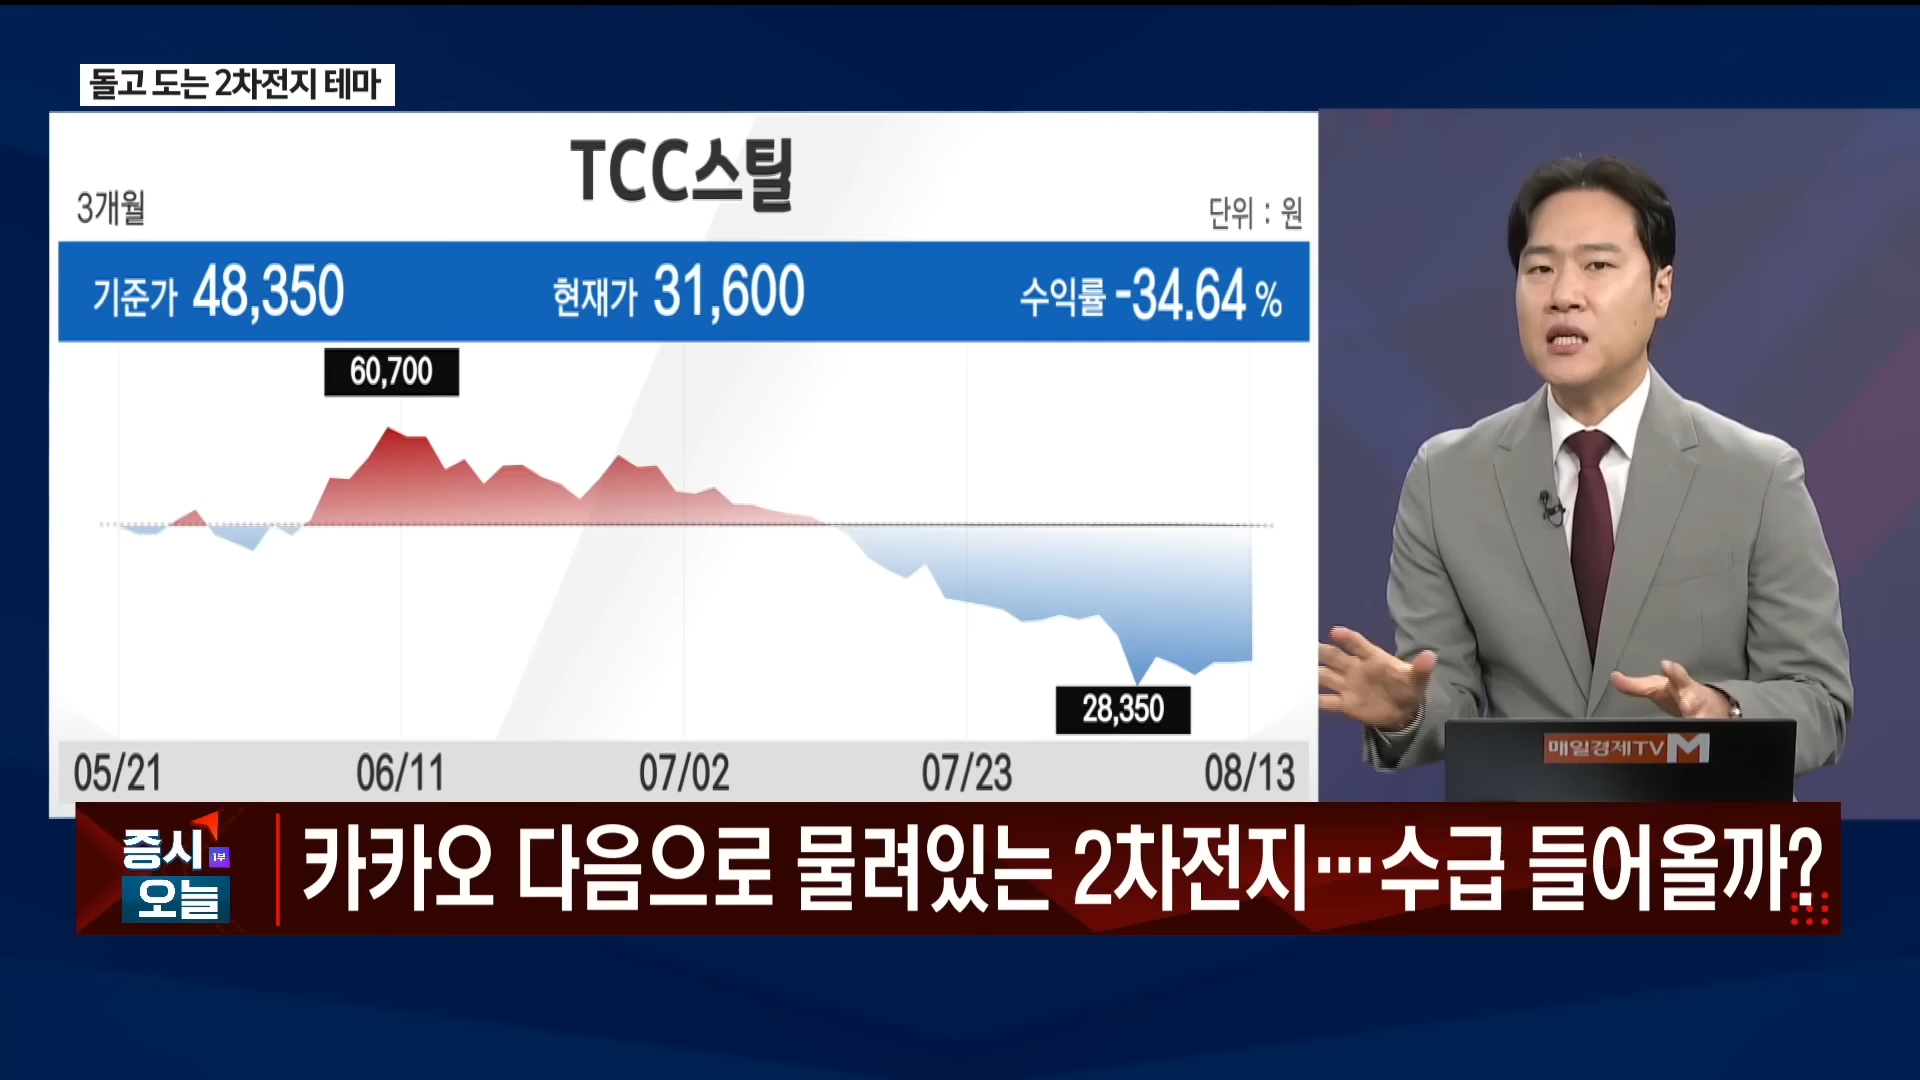 돌고 도는 2차전지 테마
TCC스틸
3개월
단위 : 원
기준가 48,350 현재가 31,600 수익률 -34.64 %
60,700
28,350
05/21 06/11 07/02 07/23 08/13
매일경제TV M
증시 1부
오늘
카카오 다음으로 물려있는 2차전지…수급 들어올까?